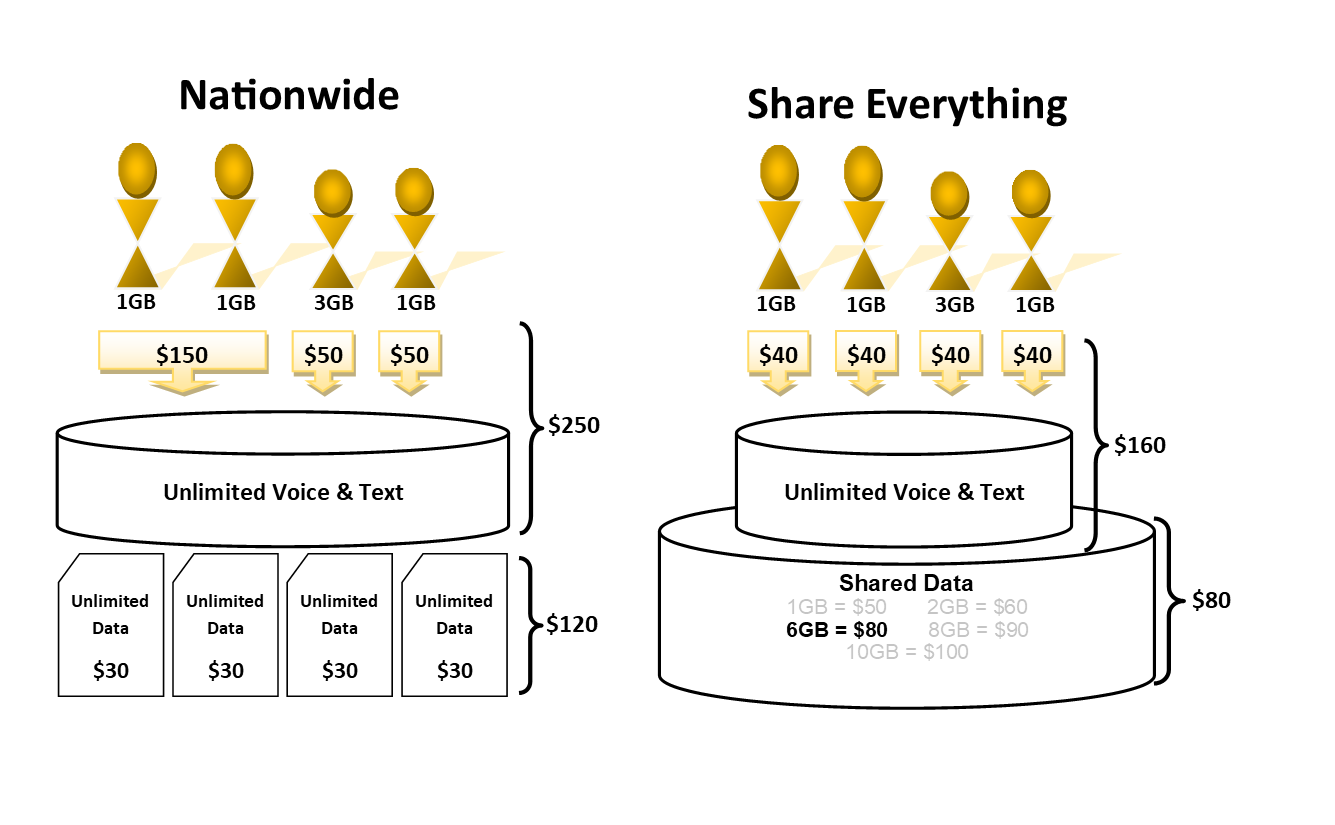 Nationwide
1GB 1GB 3GB 1GB
$150 $50 $50
$250
Unlimited Voice & Text
Unlimited Data $30
Unlimited Data $30
Unlimited Data $30
Unlimited Data $30
$120
Share Everything
1GB 1GB 3GB 1GB
$40 $40 $40 $40
$160
Unlimited Voice & Text
Shared Data
1GB = $50 2GB = $60
6GB = $80 8GB = $90
10GB = $100
$80